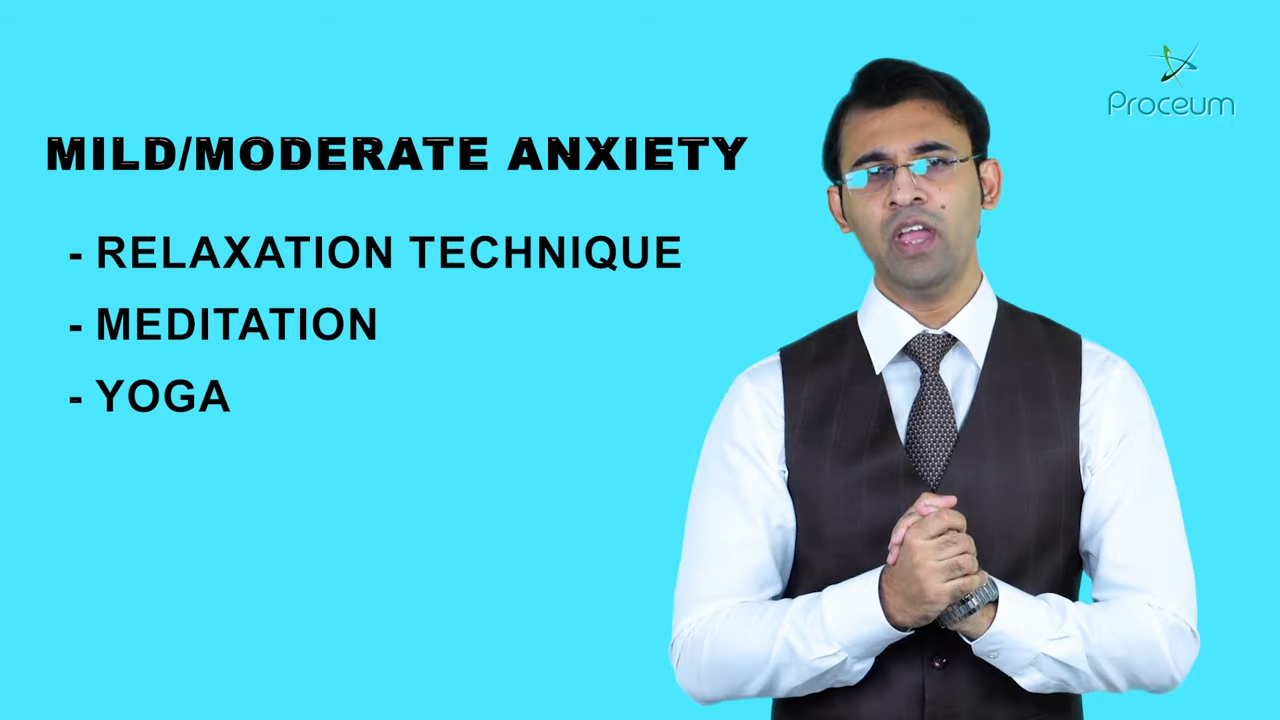 Proceum
MILD/MODERATE ANXIETY
- RELAXATION TECHNIQUE
- MEDITATION
- YOGA